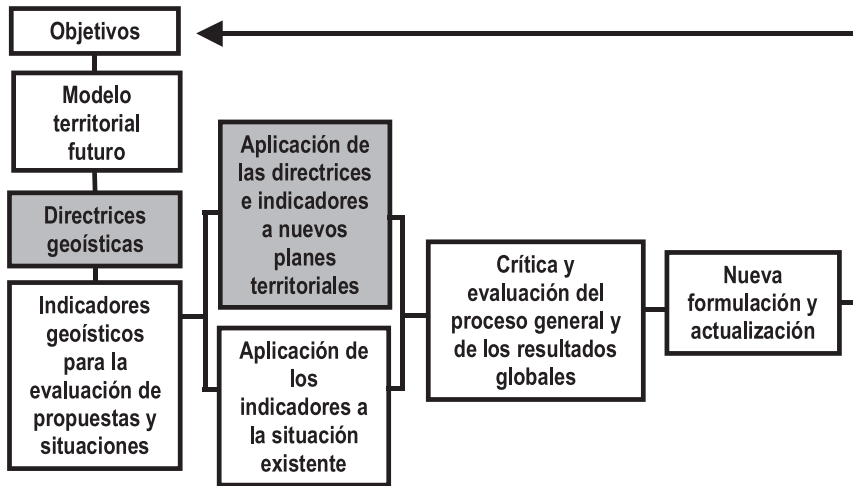 Objetivos
Modelo
territorial
futuro
Directrices
geoísticas
Indicadores
geoísticos
para la
evaluación de
propuestas y
situaciones
Aplicación de
las directrices
e indicadores
a nuevos
planes
territoriales
Aplicación de
los
indicadores a
la situación
existente
Crítica y
evaluación del
proceso general y
de los resultados
globales
Nueva
formulación y
actualización